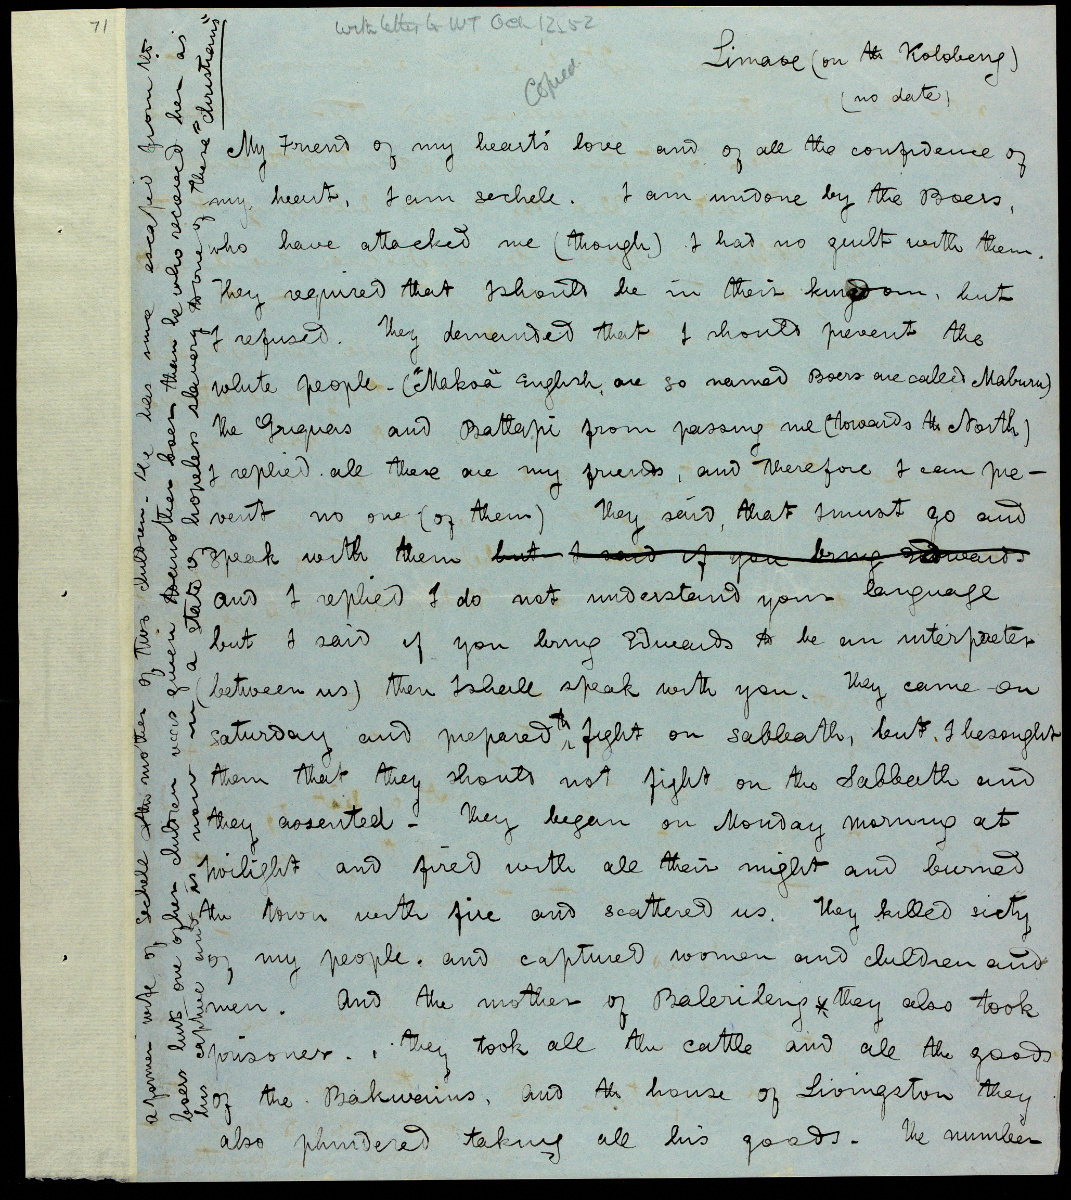 71
with letter to WT Oct 12.52
Copied
Limaoe (on the Kolobeng)
(no date)
My Friend of my heart's love and of all the confidence of
my heart, I am Sechele. I am undone by the Boers,
who have attacked me (though) I had no guilt with them.
They required that I should be in their kingdom, but
I refused. They demanded that I should prevent the
white people - ("Makoa" English, are so named Boers are called Maburu)
the Griquas and Batlapi from passing me (towards the North)
I replied all these are my friends, and therefore I can pre-
vent no one (of them) They said, that I must go and
speak with them but I said if you bring Edwards
and I replied I do not understand your language
but I said if you bring Edwards to be an interpreter
(between us) then I shall speak with you. They came on
saturday and prepared to fight on sabbath, but I besought
them that they should not fight on the Sabbath and
they assented - They began on Monday morning at
twilight and fired with all their might and burned
the town with fire and scattered us. They killed sixty
of my people. and captured women and children and
men. And the mother of Balerileng * they also took
prisoner. They took all the cattle and all the goods
of the Bakwains, and the house of Livingston they
also plundered taking all his goods - The number
a former wife of Sechele & the mother of two children - She has since escaped from the
boers but one of her children was given to another boer than he who received her as
his captive and is now in a state of hopeless slavery to one of these "Christians"